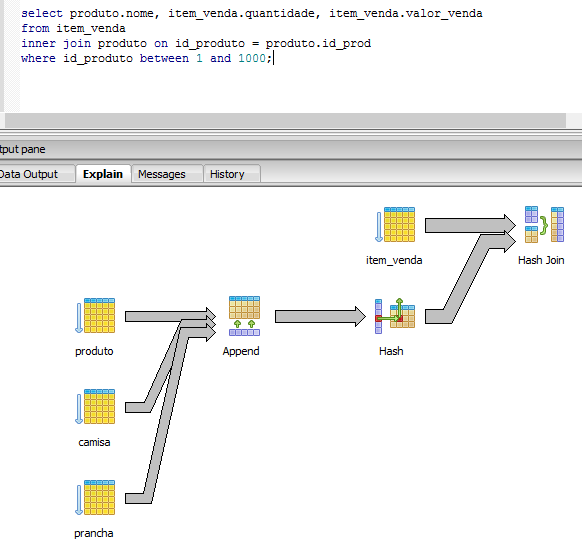 select produto.nome, item_venda.quantidade, item_venda.valor_venda
from item_venda
inner join produto on id_produto = produto.id_prod
where id_produto between 1 and 1000;
tput pane
Data Output Explain Messages History
item_venda Hash Join
produto Append Hash
camisa
prancha